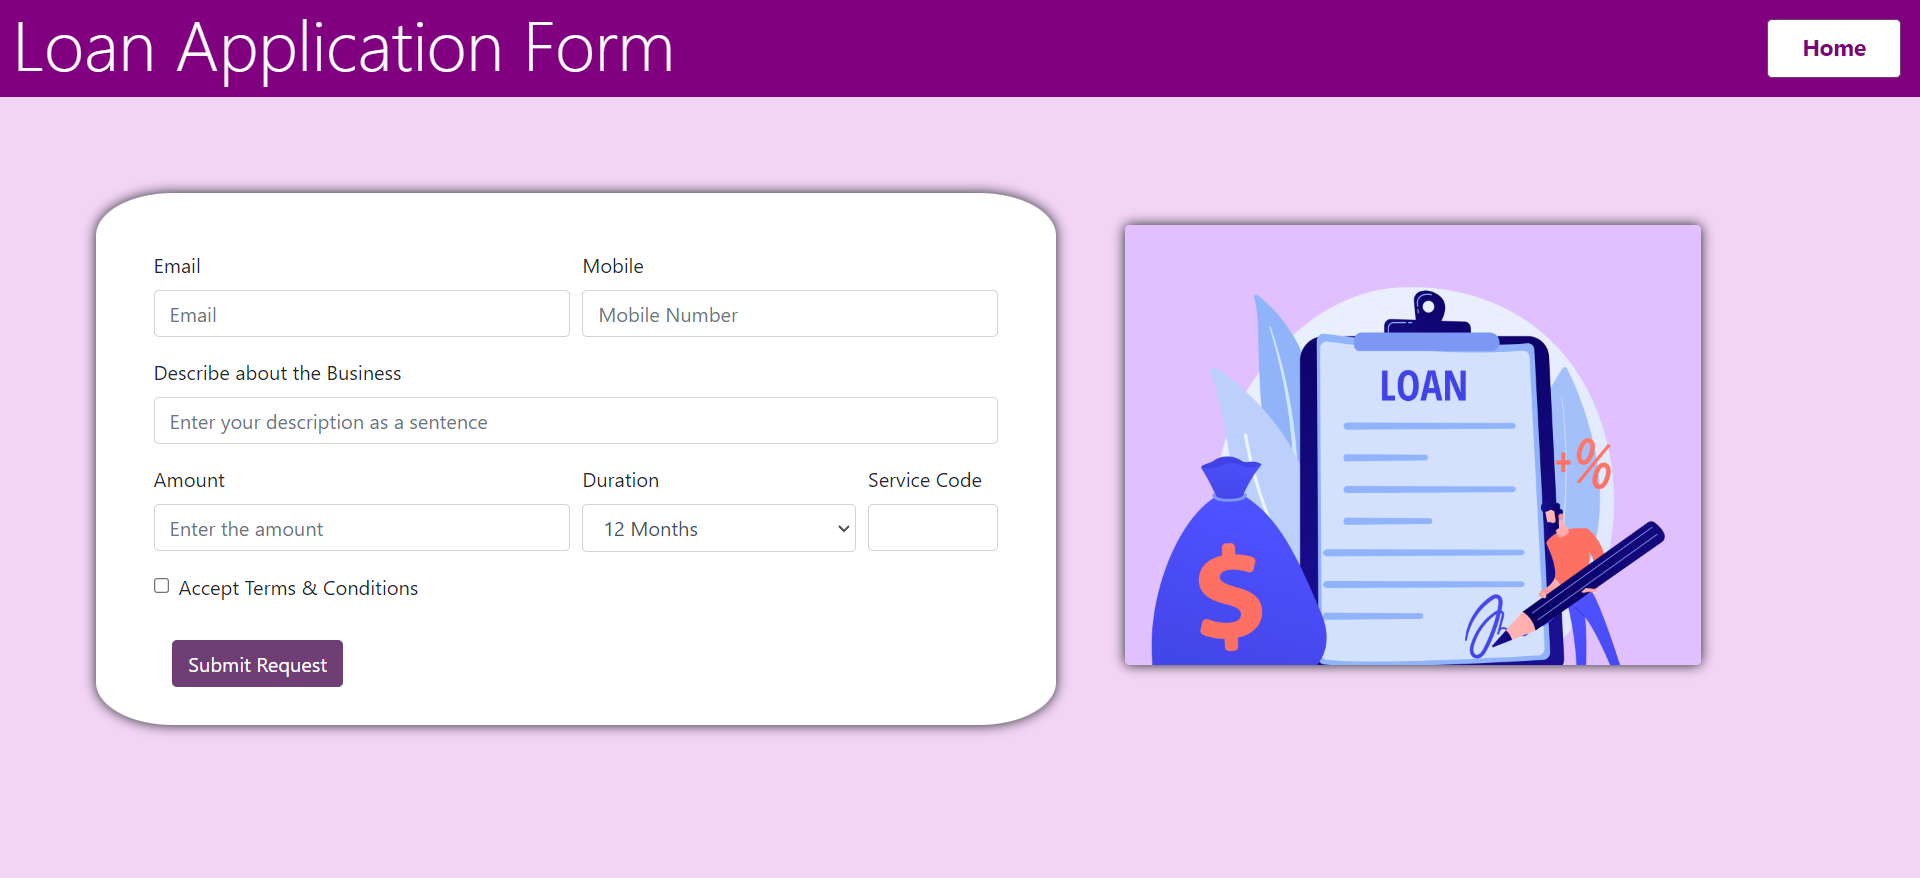 Loan Application Form
Home
Email
Mobile
Email
Mobile Number
Describe about the Business
Enter your description as a sentence
Amount
Duration
Service Code
Enter the amount
12 Months
Accept Terms & Conditions
Submit Request
LOAN
+%
$